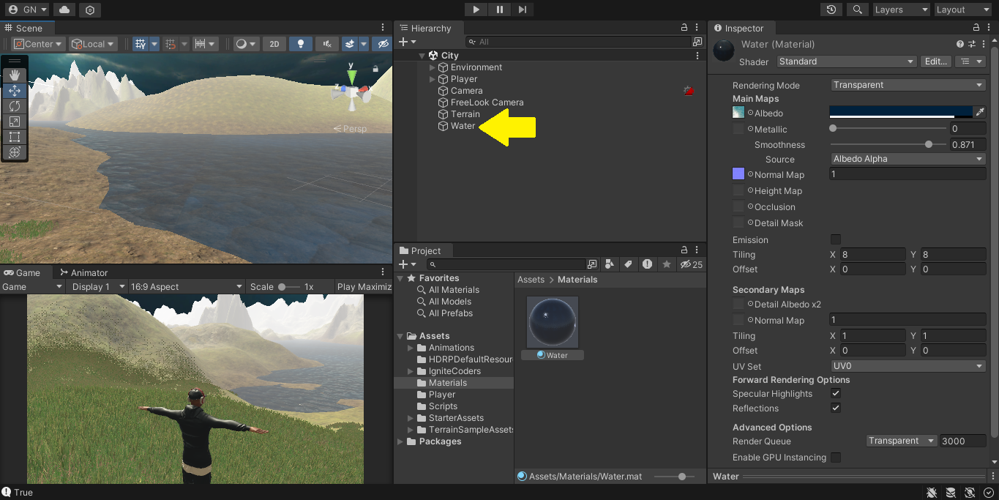 GN
Layers
Layout
Scene
Center
Local
2D
y
z
Persp
Game
Animator
Game
Display 1
16:9 Aspect
Scale
1x
Play Maximiz
Hierarchy
All
City
Environment
Player
Camera
FreeLook Camera
Terrain
Water
Project
25
Favorites
All Materials
All Models
All Prefabs
Assets
Animations
HDRPDefaultResour
IgniteCoders
Materials
Player
Scripts
StarterAssets
TerrainSampleAssets
Packages
Assets > Materials
Water
Assets/Materials/Water.mat
Inspector
Water (Material)
Shader Standard Edit...
Rendering Mode Transparent
Main Maps
Albedo
Metallic 0
Smoothness 0.871
Source Albedo Alpha
Normal Map 1
Height Map
Occlusion
Detail Mask
Emission
Tiling X 8 Y 8
Offset X 0 Y 0
Secondary Maps
Detail Albedo x2
Normal Map 1
Tiling X 1 Y 1
Offset X 0 Y 0
UV Set UV0
Forward Rendering Options
Specular Highlights
Reflections
Advanced Options
Render Queue Transparent 3000
Enable GPU Instancing
Water
True